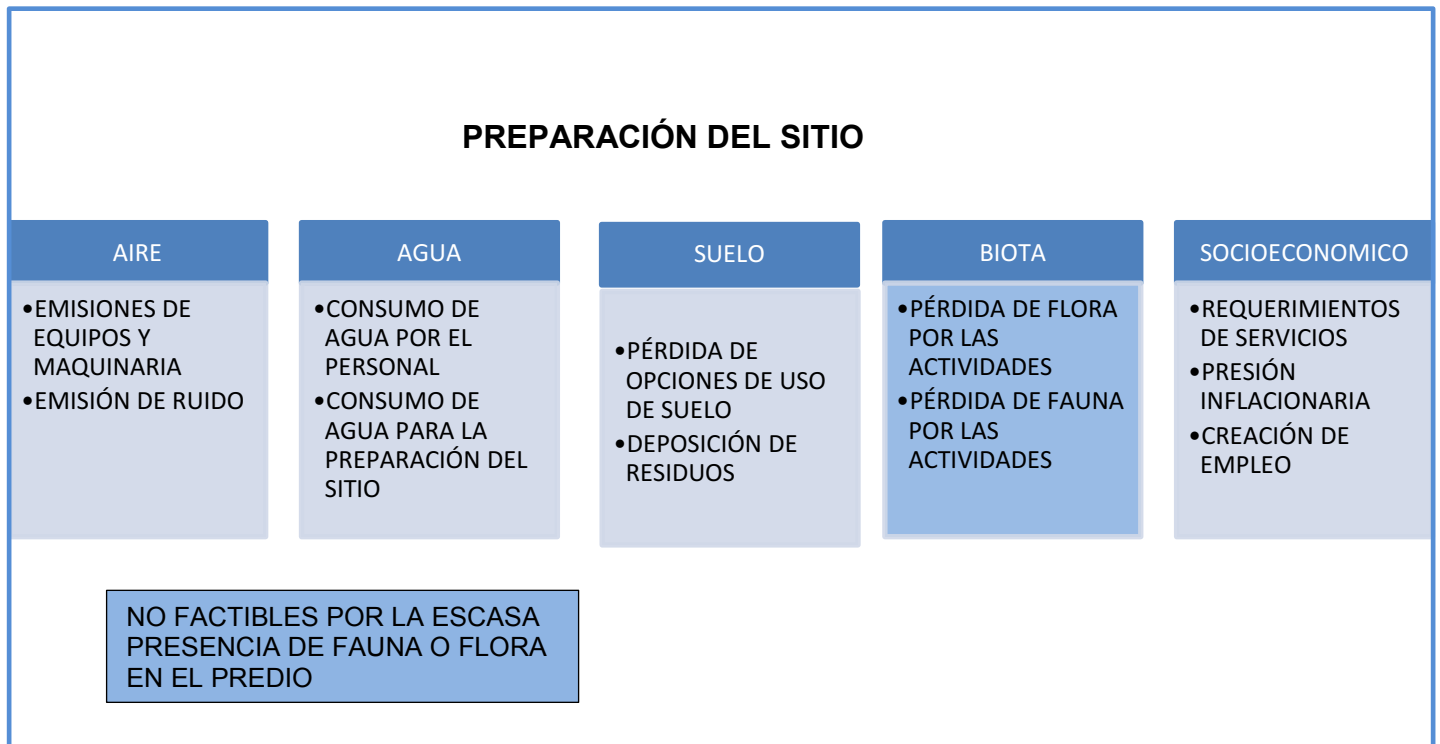 PREPARACIÓN DEL SITIO
AIRE
•EMISIONES DE
EQUIPOS Y
MAQUINARIA
•EMISIÓN DE RUIDO
AGUA
•CONSUMO DE
AGUA POR EL
PERSONAL
•CONSUMO DE
AGUA PARA LA
PREPARACIÓN DEL
SITIO
SUELO
•PÉRDIDA DE
OPCIONES DE USO
DE SUELO
•DEPOSICIÓN DE
RESIDUOS
BIOTA
•PÉRDIDA DE FLORA
POR LAS
ACTIVIDADES
•PÉRDIDA DE FAUNA
POR LAS
ACTIVIDADES
SOCIOECONOMICO
•REQUERIMIENTOS
DE SERVICIOS
•PRESIÓN
INFLACIONARIA
•CREACIÓN DE
EMPLEO
NO FACTIBLES POR LA ESCASA
PRESENCIA DE FAUNA O FLORA
EN EL PREDIO